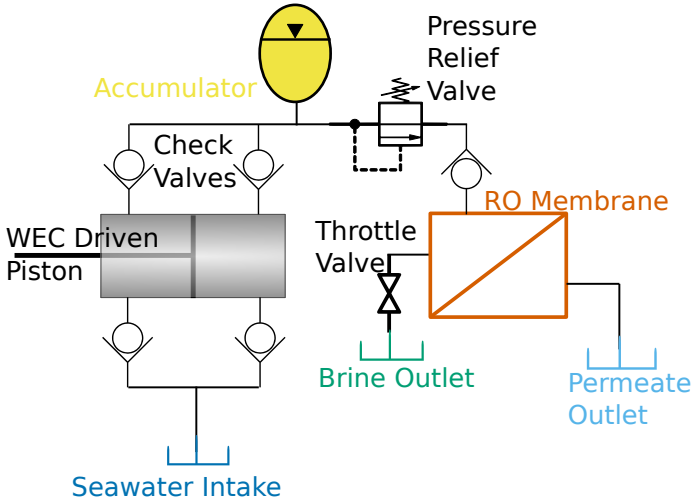 Pressure
Relief
Valve
Accumulator
Check
Valves
RO Membrane
WEC Driven
Piston
Throttle
Valve
Brine Outlet
Permeate
Outlet
Seawater Intake